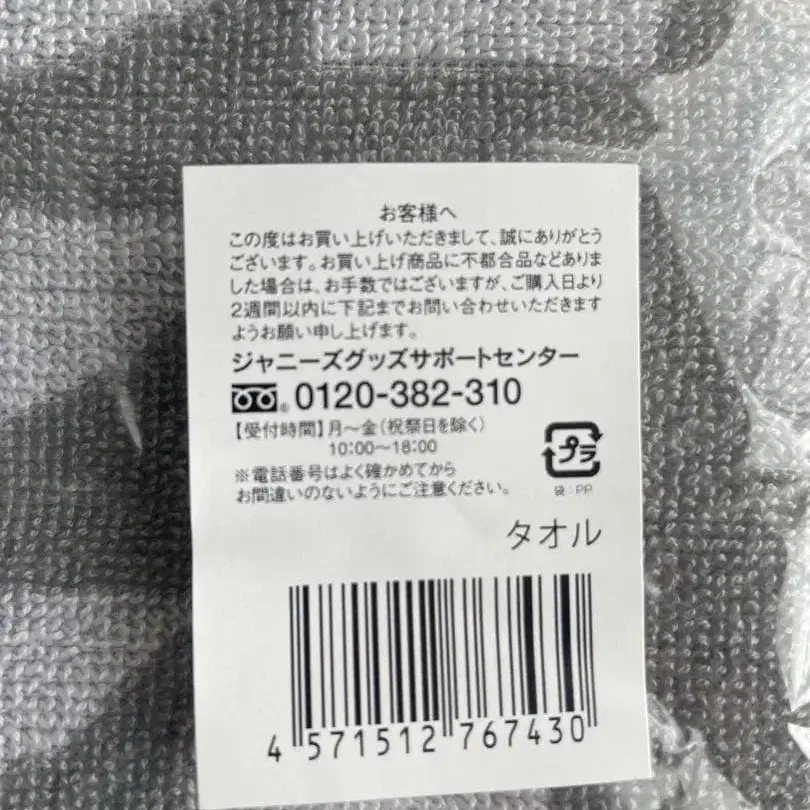 お客様へ
この度はお買い上げいただきまして、誠にありがとう
ございます。お買い上げ商品に不都合品などありま
した場合は、お手数ではございますが、ご購入日より
2週間以内に下記までお問い合わせいただきます
ようお願い申し上げます。
ジャニーズグッズサポートセンター
0120-382-310
【受付時間】月〜金(祝祭日を除く)
10:00〜18:00
※電話番号はよく確かめてから
お間違いのないようにご注意ください。
プラ
袋:PP
タオル
4 571512 767430